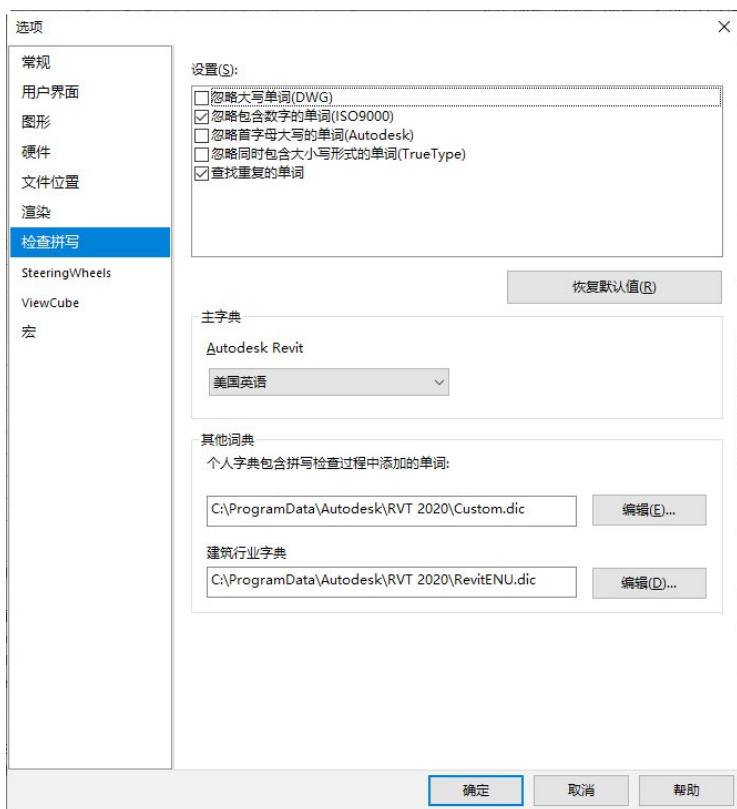 选项
常规
用户界面
图形
硬件
文件位置
渲染
检查拼写
SteeringWheels
ViewCube
宏
设置(S):
忽略大写单词(DWG)
忽略包含数字的单词(ISO9000)
忽略首字母大写的单词(Autodesk)
忽略同时包含大小写形式的单词(TrueType)
查找重复的单词
恢复默认值(R)
主字典
Autodesk Revit
美国英语
其他词典
个人字典包含拼写检查过程中添加的单词:
C:\ProgramData\Autodesk\RVT 2020\Custom.dic
编辑(E)...
建筑行业字典
C:\ProgramData\Autodesk\RVT 2020\RevitENU.dic
编辑(D)...
确定
取消
帮助